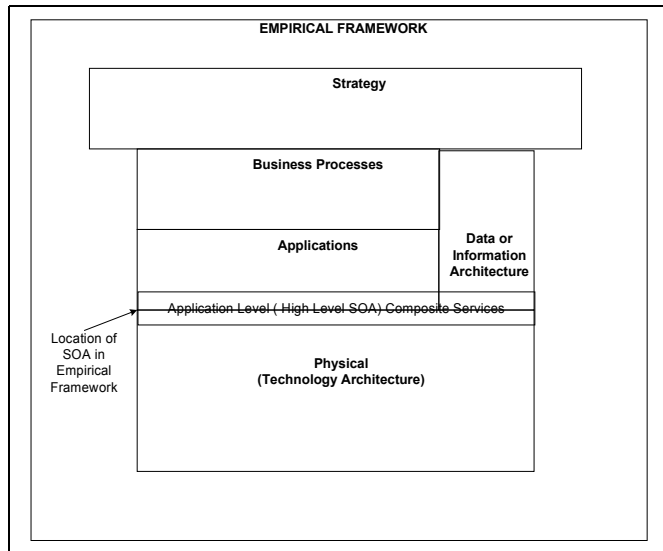 EMPIRICAL FRAMEWORK
Strategy
Business Processes
Applications
Data or
Information
Architecture
Application Level ( High Level SOA) Composite Services
Location of
SOA in
Empirical
Framework
Physical
(Technology Architecture)